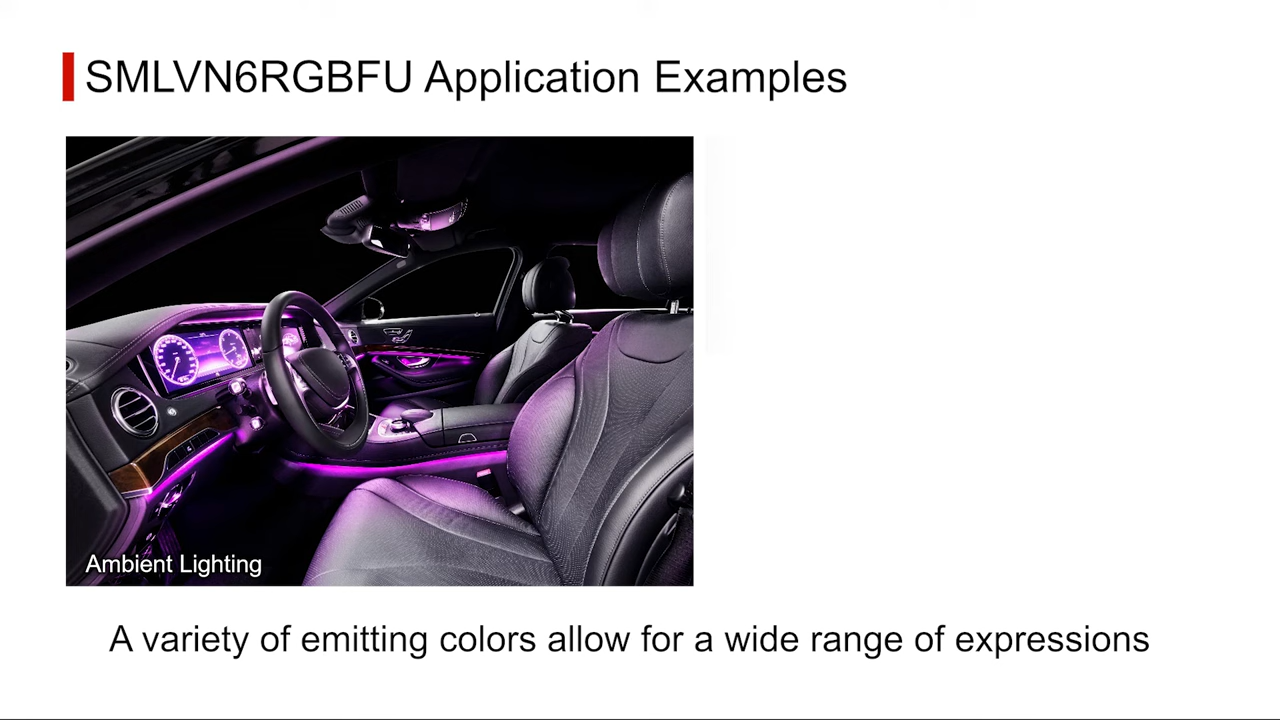 SMLVN6RGBFU Application Examples
Ambient Lighting
A variety of emitting colors allow for a wide range of expressions